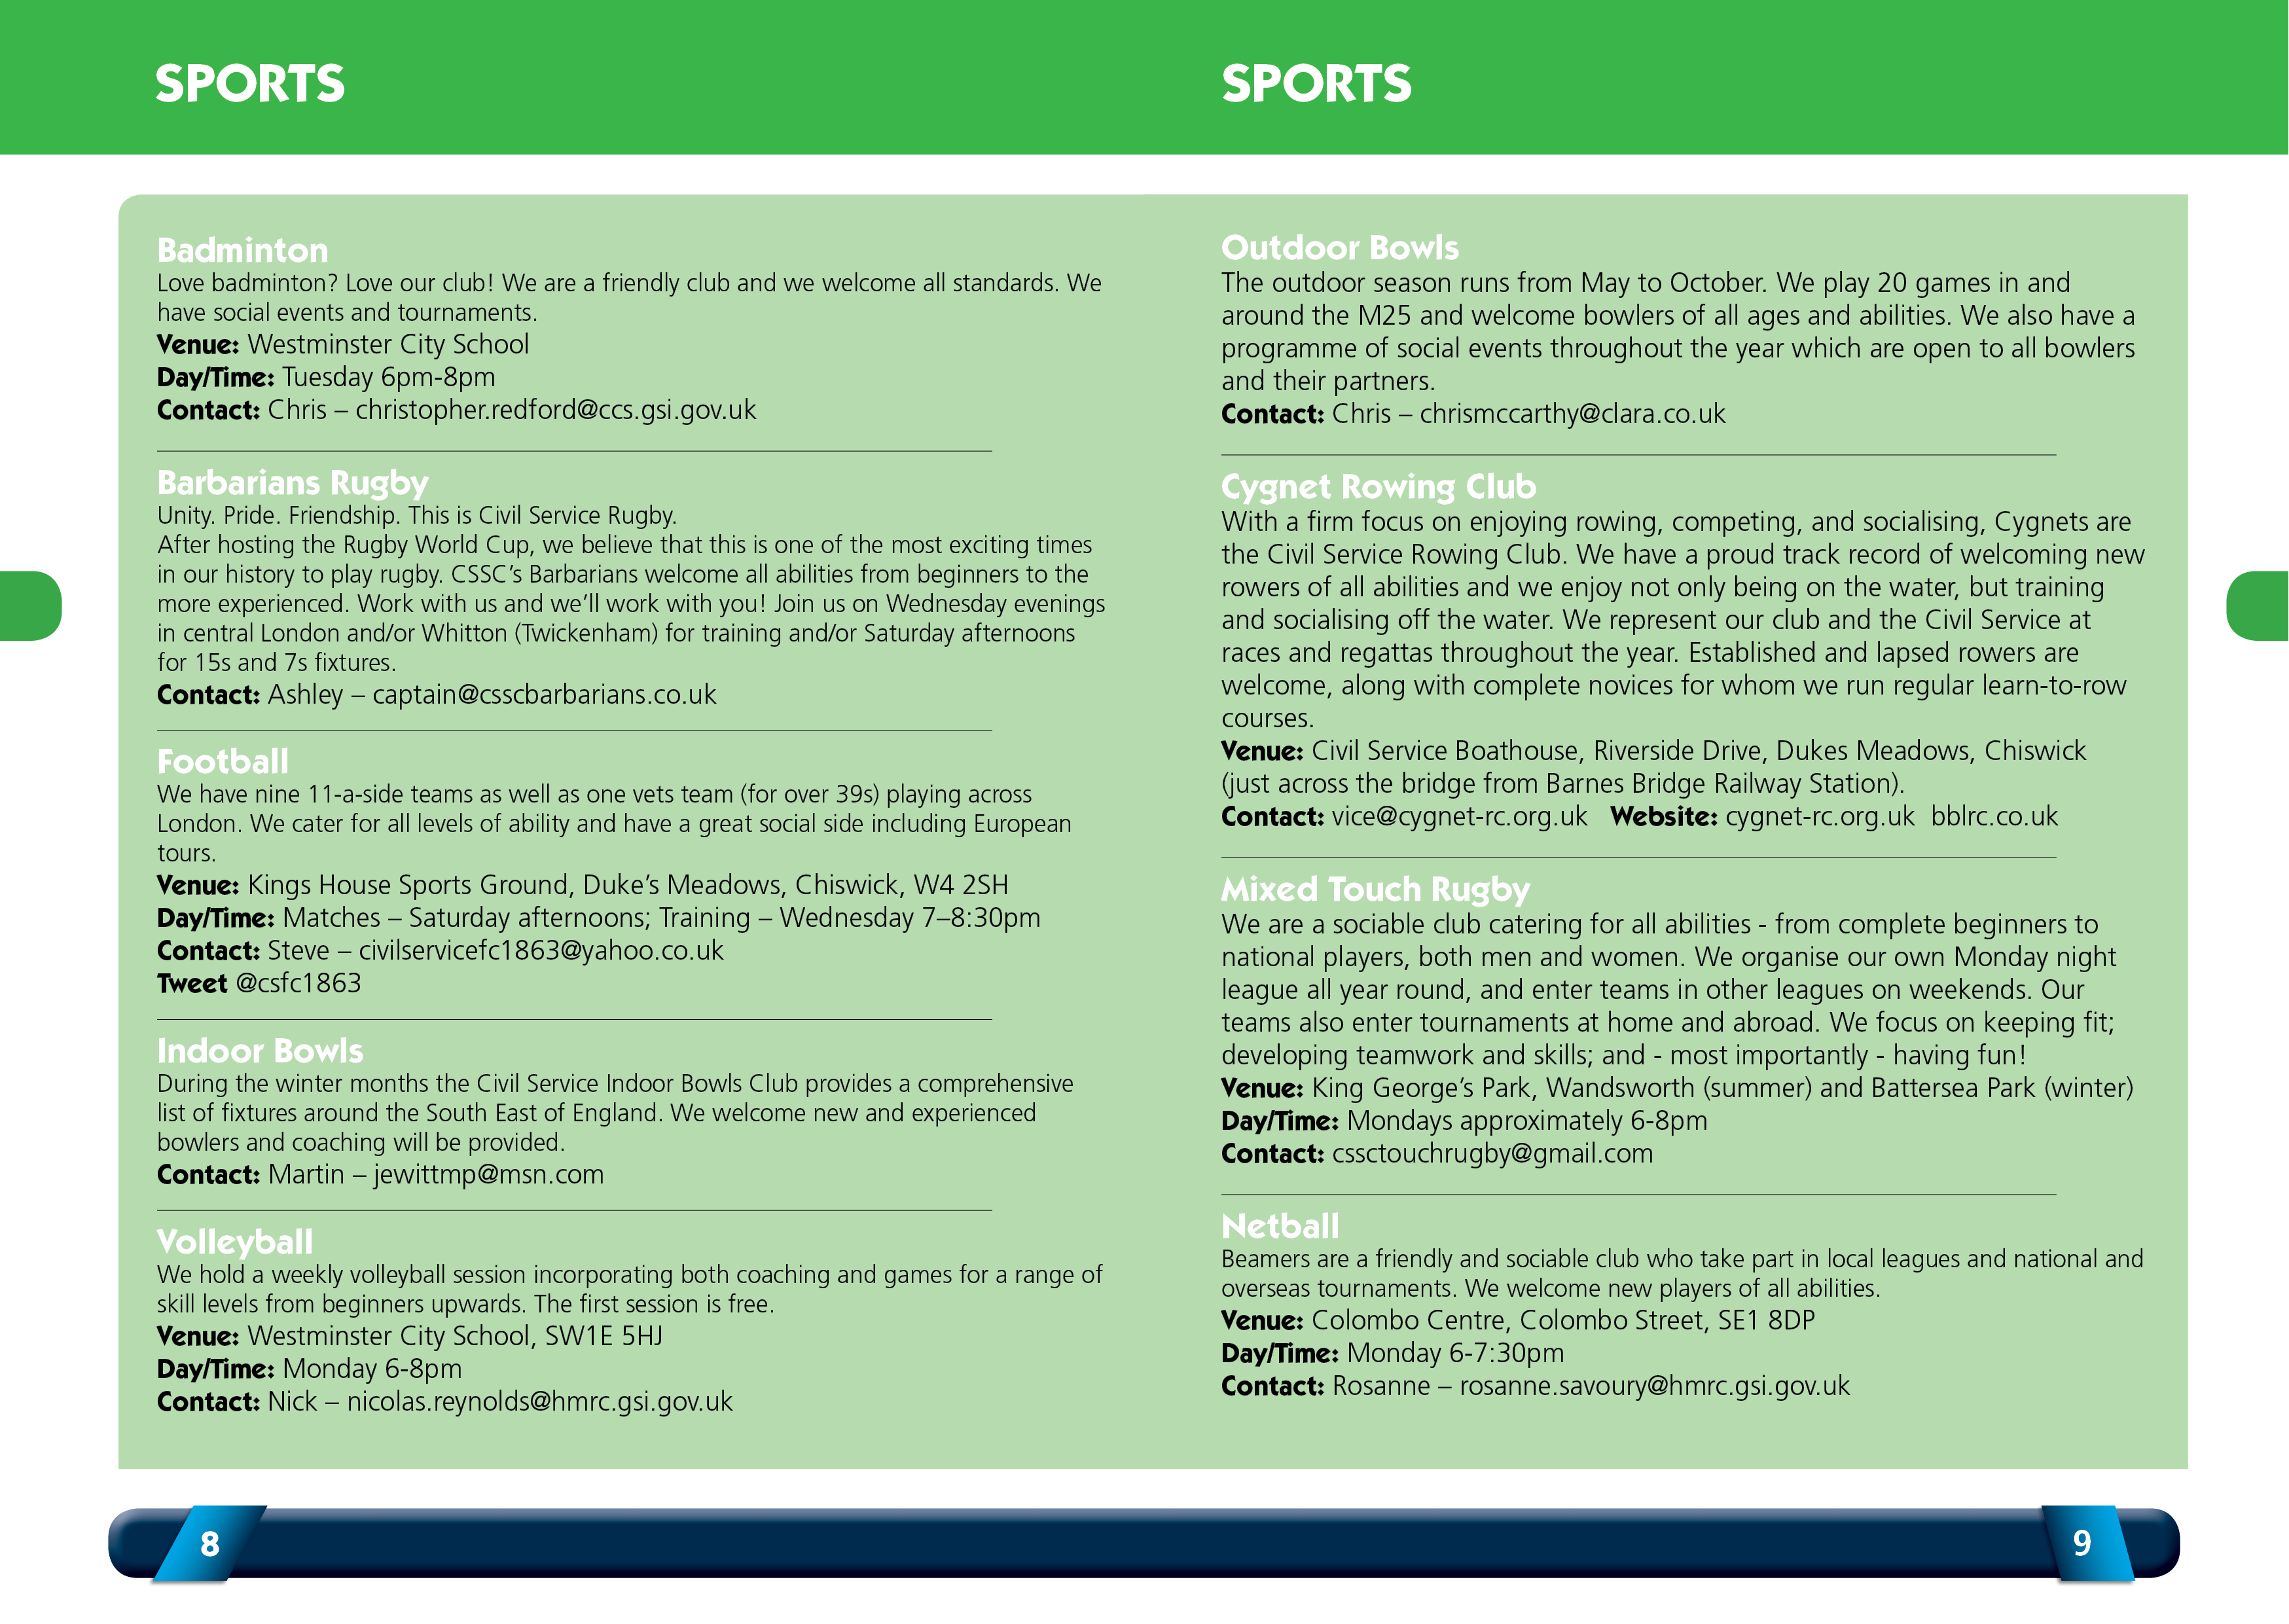 SPORTS
Badminton
Love badminton? Love our club! We are a friendly club and we welcome all standards. We
have social events and tournaments.
Venue: Westminster City School
Day/Time: Tuesday 6pm-8pm
Contact: Chris – christopher.redford@ccs.gsi.gov.uk
Barbarians Rugby
Unity. Pride. Friendship. This is Civil Service Rugby.
After hosting the Rugby World Cup, we believe that this is one of the most exciting times
in our history to play rugby. CSSC’s Barbarians welcome all abilities from beginners to the
more experienced. Work with us and we’ll work with you! Join us on Wednesday evenings
in central London and/or Whitton (Twickenham) for training and/or Saturday afternoons
for 15s and 7s fixtures.
Contact: Ashley – captain@csscbarbarians.co.uk
Football
We have nine 11-a-side teams as well as one vets team (for over 39s) playing across
London. We cater for all levels of ability and have a great social side including European
tours.
Venue: Kings House Sports Ground, Duke’s Meadows, Chiswick, W4 2SH
Day/Time: Matches – Saturday afternoons; Training – Wednesday 7–8:30pm
Contact: Steve – civilservicefc1863@yahoo.co.uk
Tweet @csfc1863
Indoor Bowls
During the winter months the Civil Service Indoor Bowls Club provides a comprehensive
list of fixtures around the South East of England. We welcome new and experienced
bowlers and coaching will be provided.
Contact: Martin – jewittmp@msn.com
Volleyball
We hold a weekly volleyball session incorporating both coaching and games for a range of
skill levels from beginners upwards. The first session is free.
Venue: Westminster City School, SW1E 5HJ
Day/Time: Monday 6-8pm
Contact: Nick – nicolas.reynolds@hmrc.gsi.gov.uk
8
SPORTS
Outdoor Bowls
The outdoor season runs from May to October. We play 20 games in and
around the M25 and welcome bowlers of all ages and abilities. We also have a
programme of social events throughout the year which are open to all bowlers
and their partners.
Contact: Chris – chrismccarthy@clara.co.uk
Cygnet Rowing Club
With a firm focus on enjoying rowing, competing, and socialising, Cygnets are
the Civil Service Rowing Club. We have a proud track record of welcoming new
rowers of all abilities and we enjoy not only being on the water, but training
and socialising off the water. We represent our club and the Civil Service at
races and regattas throughout the year. Established and lapsed rowers are
welcome, along with complete novices for whom we run regular learn-to-row
courses.
Venue: Civil Service Boathouse, Riverside Drive, Dukes Meadows, Chiswick
(just across the bridge from Barnes Bridge Railway Station).
Contact: vice@cygnet-rc.org.uk Website: cygnet-rc.org.uk bblrc.co.uk
Mixed Touch Rugby
We are a sociable club catering for all abilities - from complete beginners to
national players, both men and women. We organise our own Monday night
league all year round, and enter teams in other leagues on weekends. Our
teams also enter tournaments at home and abroad. We focus on keeping fit;
developing teamwork and skills; and - most importantly - having fun!
Venue: King George’s Park, Wandsworth (summer) and Battersea Park (winter)
Day/Time: Mondays approximately 6-8pm
Contact: cssctouchrugby@gmail.com
Netball
Beamers are a friendly and sociable club who take part in local leagues and national and
overseas tournaments. We welcome new players of all abilities.
Venue: Colombo Centre, Colombo Street, SE1 8DP
Day/Time: Monday 6-7:30pm
Contact: Rosanne – rosanne.savoury@hmrc.gsi.gov.uk
9